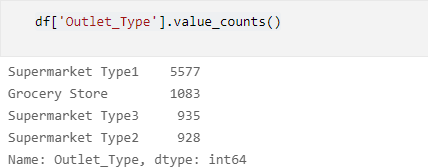 df['Outlet_Type'].value_counts()
Supermarket Type1    5577
Grocery Store        1083
Supermarket Type3     935
Supermarket Type2     928
Name: Outlet_Type, dtype: int64